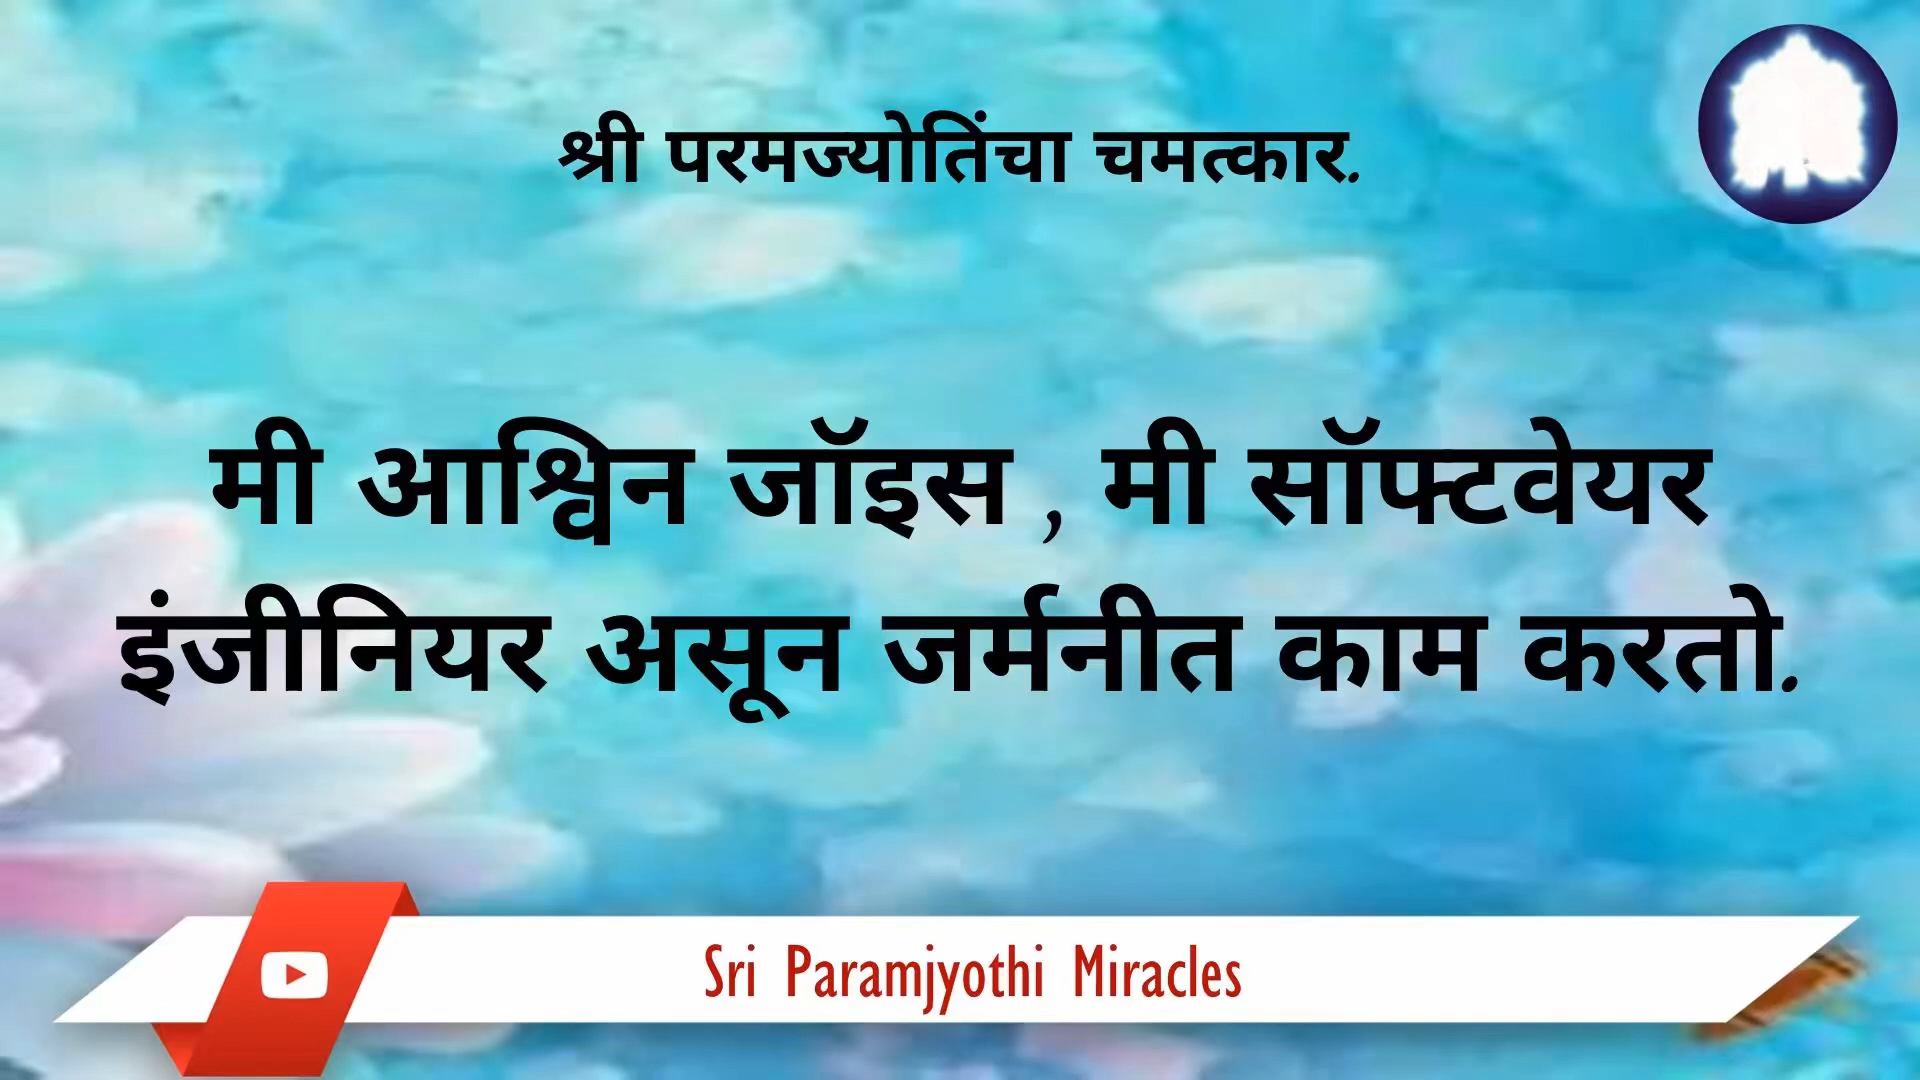 श्री परमज्योतिंचा चमत्कार.
मी आश्विन जॉइस , मी सॉफ्टवेयर
इंजीनियर असून जर्मनीत काम करतो.
Sri Paramjyothi Miracles